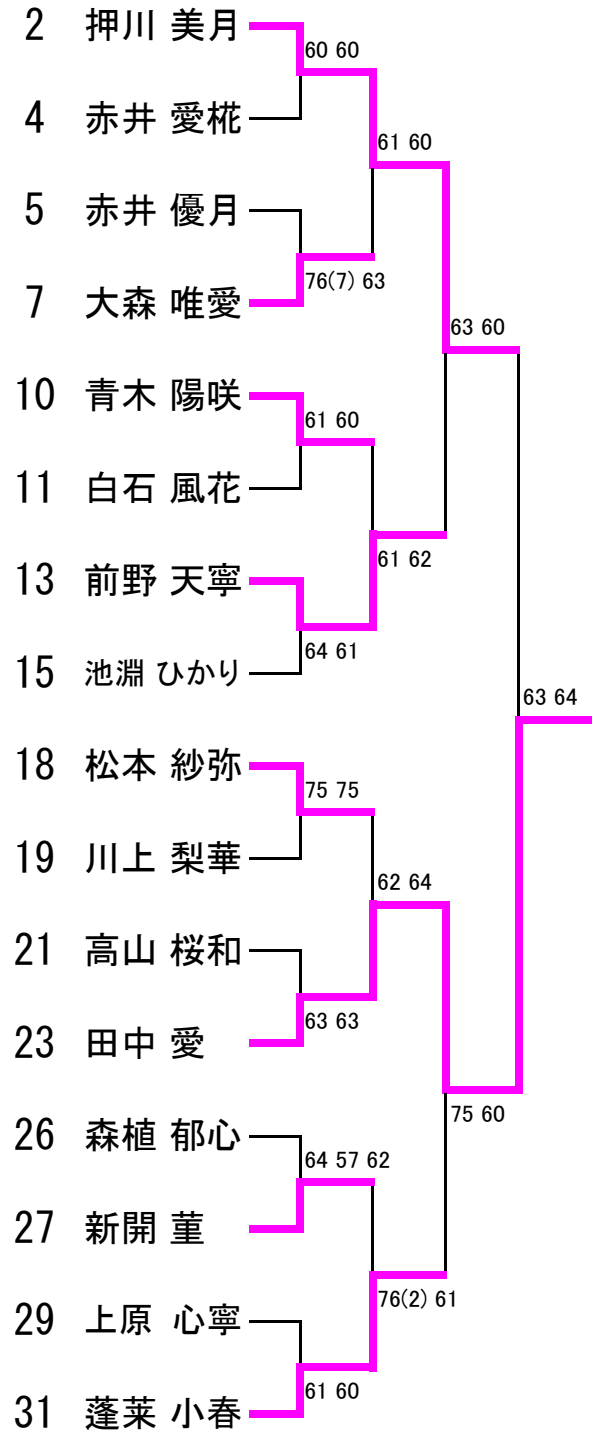 2 押川 美月
60 60
4 赤井 愛椛
61 60
5 赤井 優月
76(7) 63
7 大森 唯愛
63 60
10 青木 陽咲
61 60
11 白石 風花
61 62
13 前野 天寧
64 61
15 池淵 ひかり
63 64
18 松本 紗弥
75 75
19 川上 梨華
62 64
21 高山 桜和
63 63
23 田中 愛
75 60
26 森植 郁心
64 57 62
27 新開 菫
76(2) 61
29 上原 心寧
61 60
31 蓬莱 小春